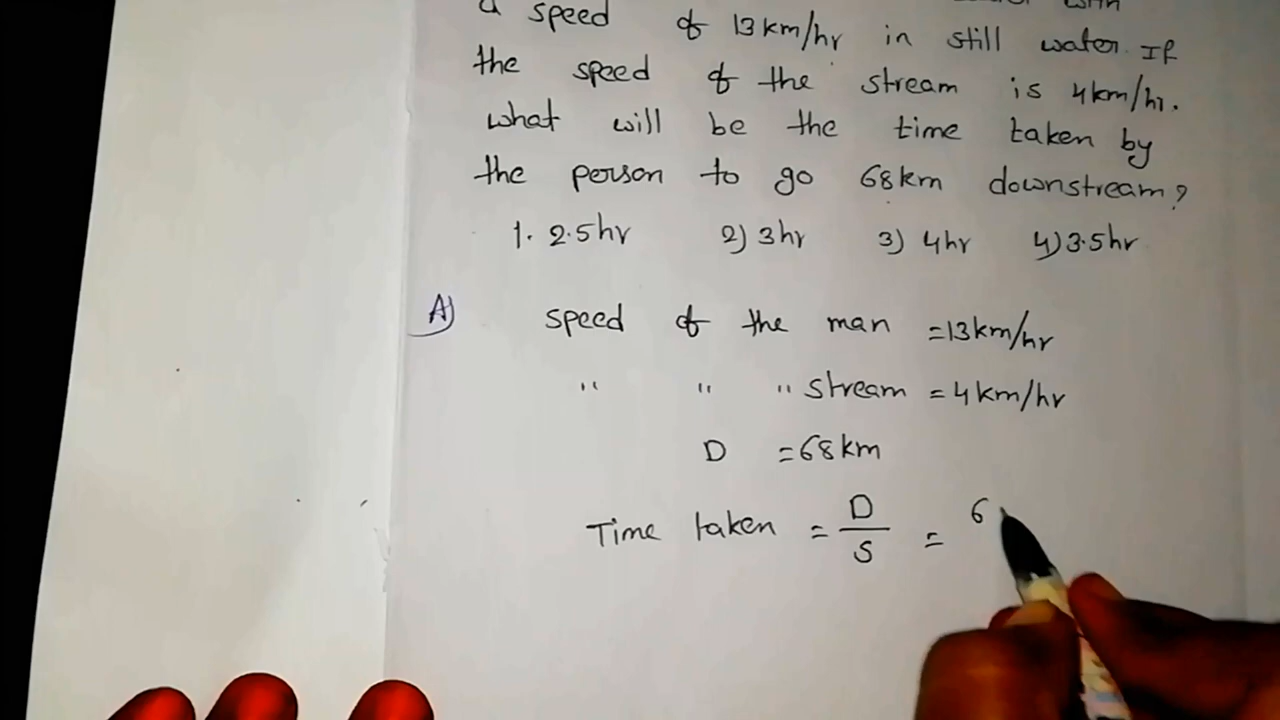 a speed of 13km/hr in still water. If
the speed of the stream is 4km/hr.
what will be the time taken by
the person to go 68km downstream?
1. 2.5hr 2) 3hr 3) 4hr 4) 3.5hr
A) speed of the man =13km/hr
" " " stream =4km/hr
D =68km
Time taken = D/S = 6